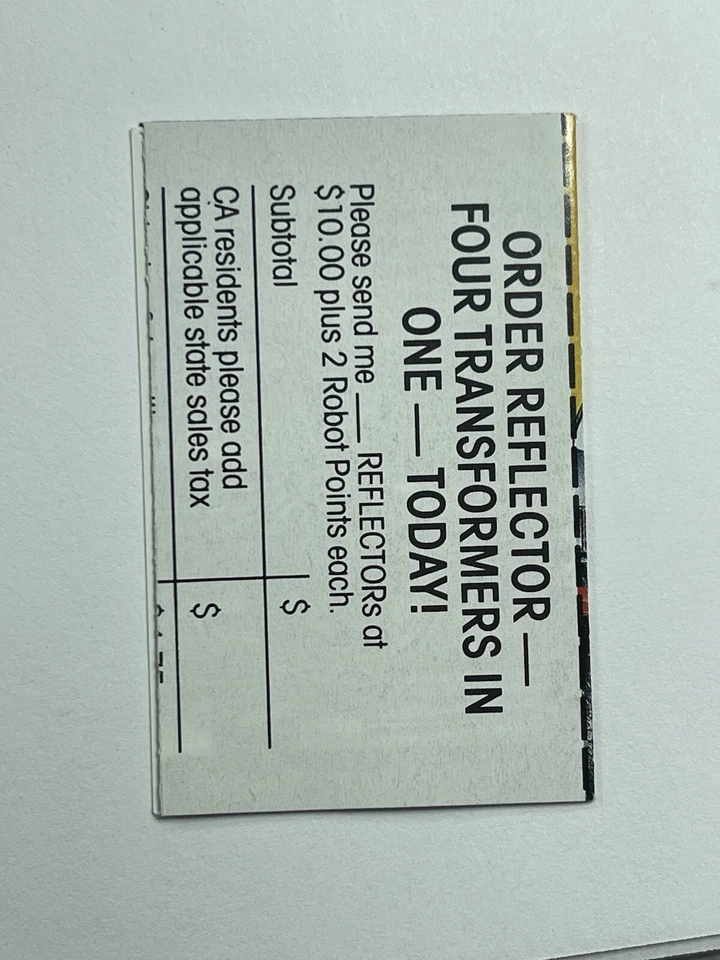 ORDER REFLECTOR —
FOUR TRANSFORMERS IN
ONE — TODAY!
Please send me ___ REFLECTORs at
$10.00 plus 2 Robot Points each.
Subtotal $
CA residents please add
applicable state sales tax $